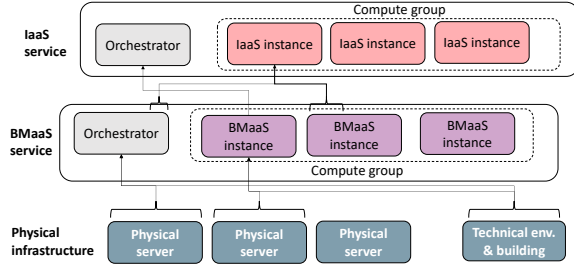 Compute group
IaaS
service
Orchestrator
IaaS instance
IaaS instance
IaaS instance
BMaaS
service
Orchestrator
BMaaS
instance
BMaaS
instance
BMaaS
instance
Compute group
Physical
infrastructure
Physical
server
Physical
server
Physical
server
Technical env.
& building